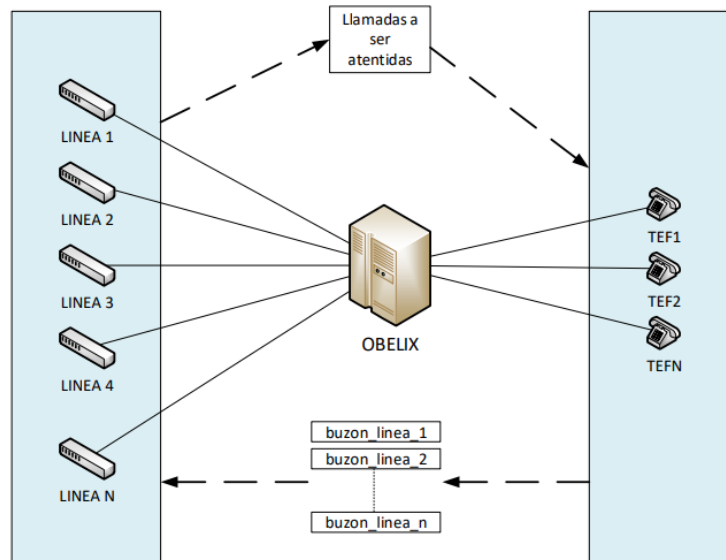 Llamadas a
ser
atentidas
LINEA 1
LINEA 2
LINEA 3
LINEA 4
LINEA N
OBELIX
TEF1
TEF2
TEFN
buzon_linea_1
buzon_linea_2
buzon_linea_n